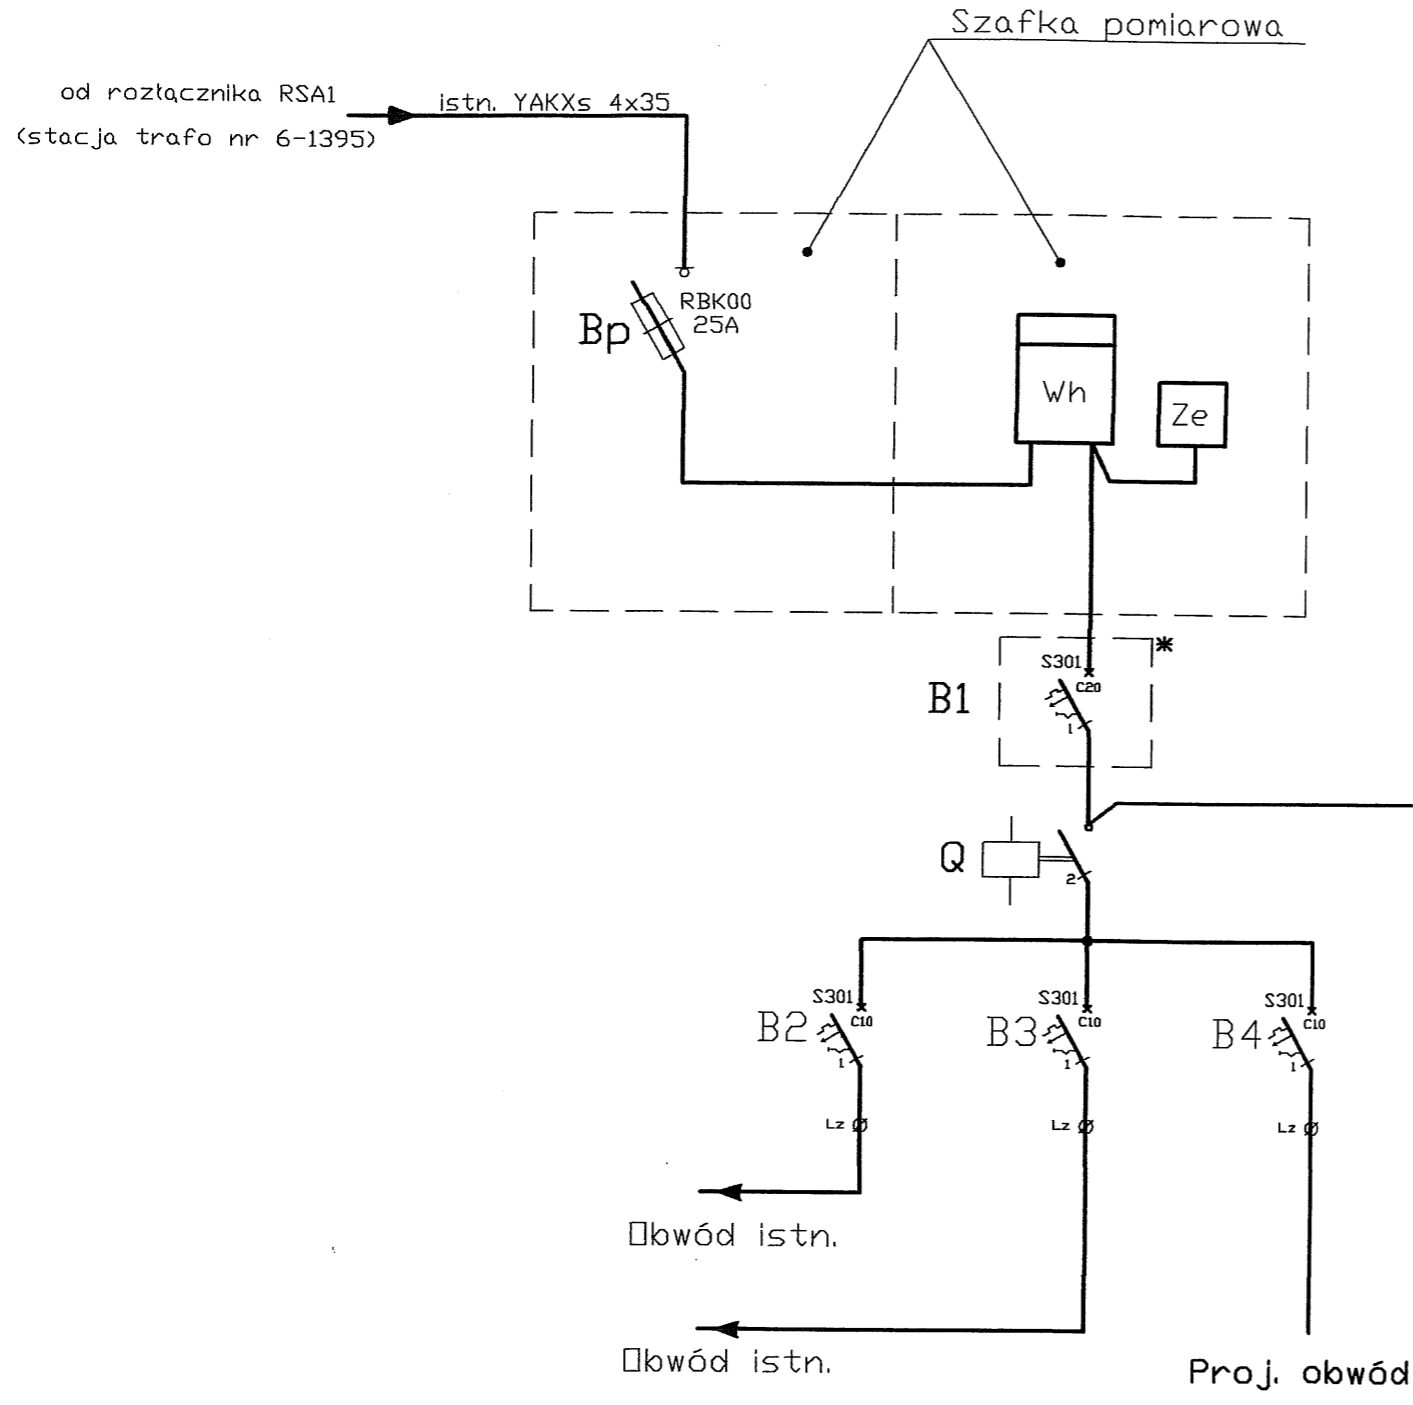 Szafka pomiarowa
od rozłącznika RSA1
istn. YAKXs 4x35
(stacja trafo nr 6-1395)
RBK00
25A
Bp
Wh
Ze
*
S301
C20
B1
1
Q
2
S301
C10
B2
1
S301
C10
B3
1
S301
C10
B4
1
Lz
Lz
Lz
Obwód istn.
Obwód istn.
Proj. obwód